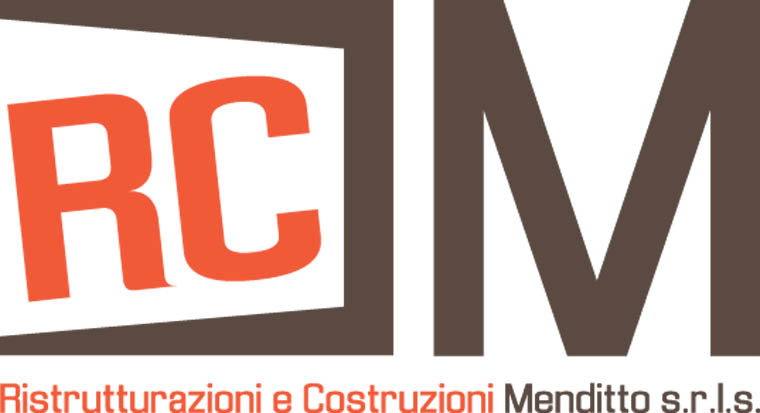 RC M
Ristrutturazioni e Costruzioni Menditto s.r.l.s.